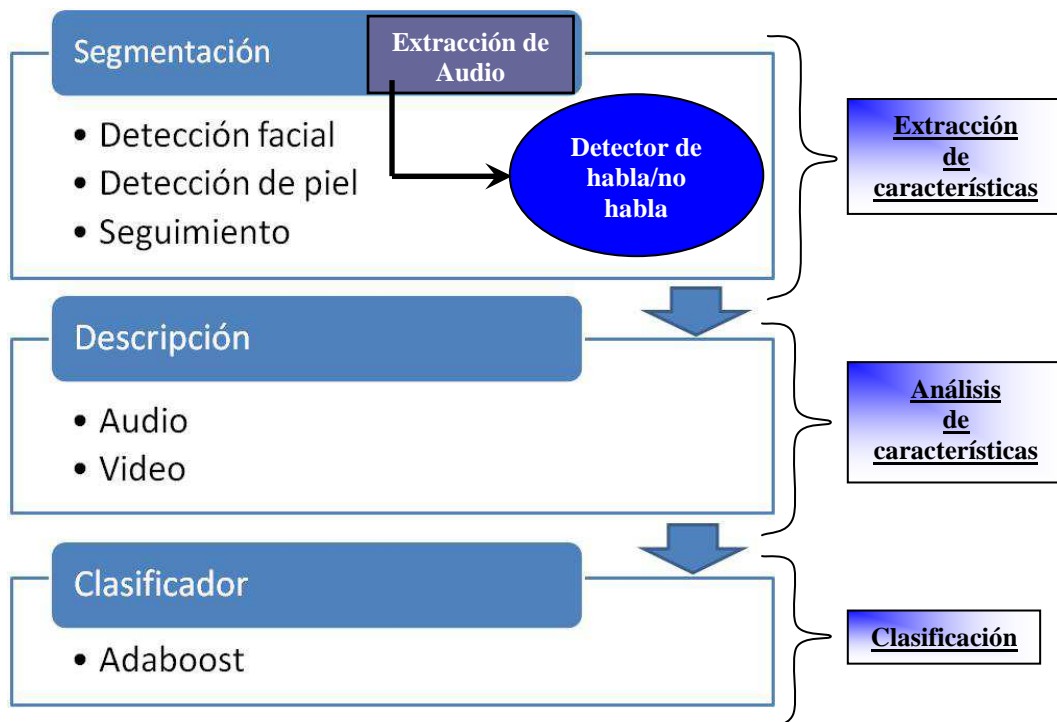 Segmentación
Extracción de
Audio
• Detección facial
• Detección de piel
• Seguimiento
Detector de
habla/no
habla
Extracción
de
características
Descripción
• Audio
• Video
Análisis
de
características
Clasificador
• Adaboost
Clasificación